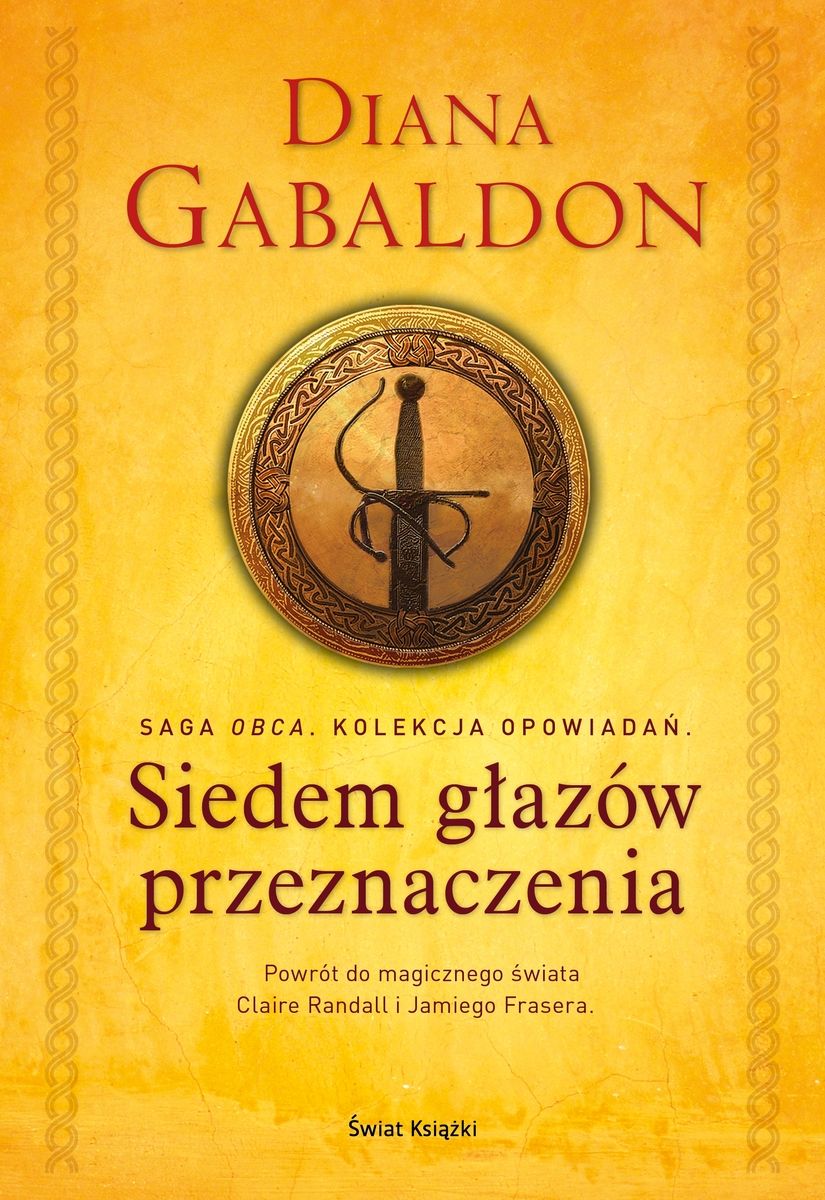 DIANA
GABALDON
SAGA OBCA. KOLEKCJA OPOWIADAŃ.
Siedem głazów
przeznaczenia
Powrót do magicznego świata
Claire Randall i Jamiego Frasera.
Świat Książki